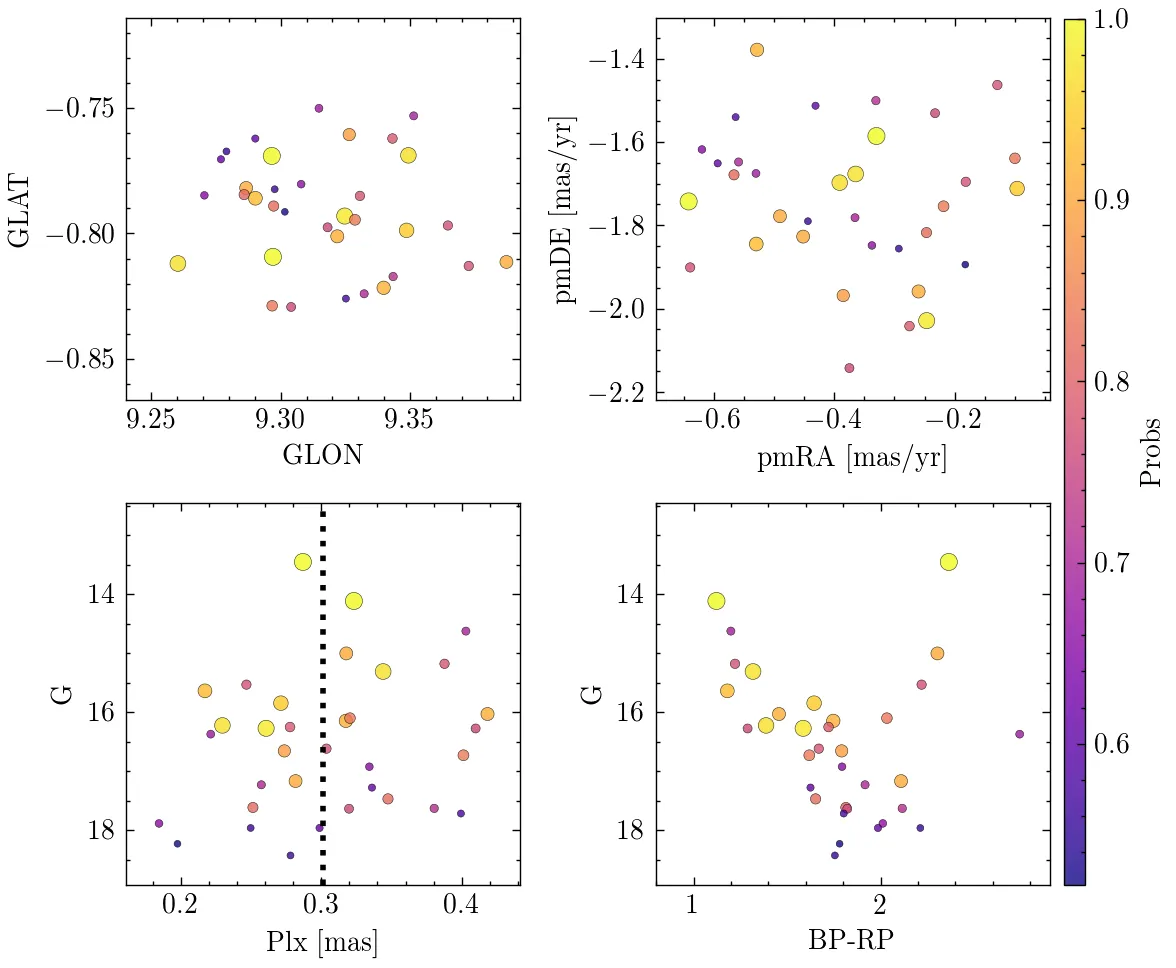 −0.75
−0.80
−0.85
GLAT
9.25 9.30 9.35
GLON
−1.4
−1.6
−1.8
−2.0
−2.2
pmDE [mas/yr]
−0.6 −0.4 −0.2
pmRA [mas/yr]
14
16
18
G
0.2 0.3 0.4
Plx [mas]
14
16
18
G
1 2
BP-RP
1.0
0.9
0.8
0.7
0.6
Probs